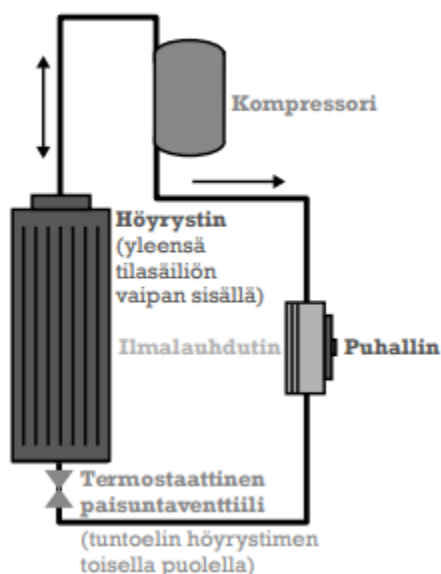 Kompressori
Höyrystin
(yleensä
tilasäiliön
vaipan sisällä)
Ilmalauhdutin
Puhallin
Termostaattinen
paisuntaventtiili
(tuntoelin höyrystimen
toisella puolella)